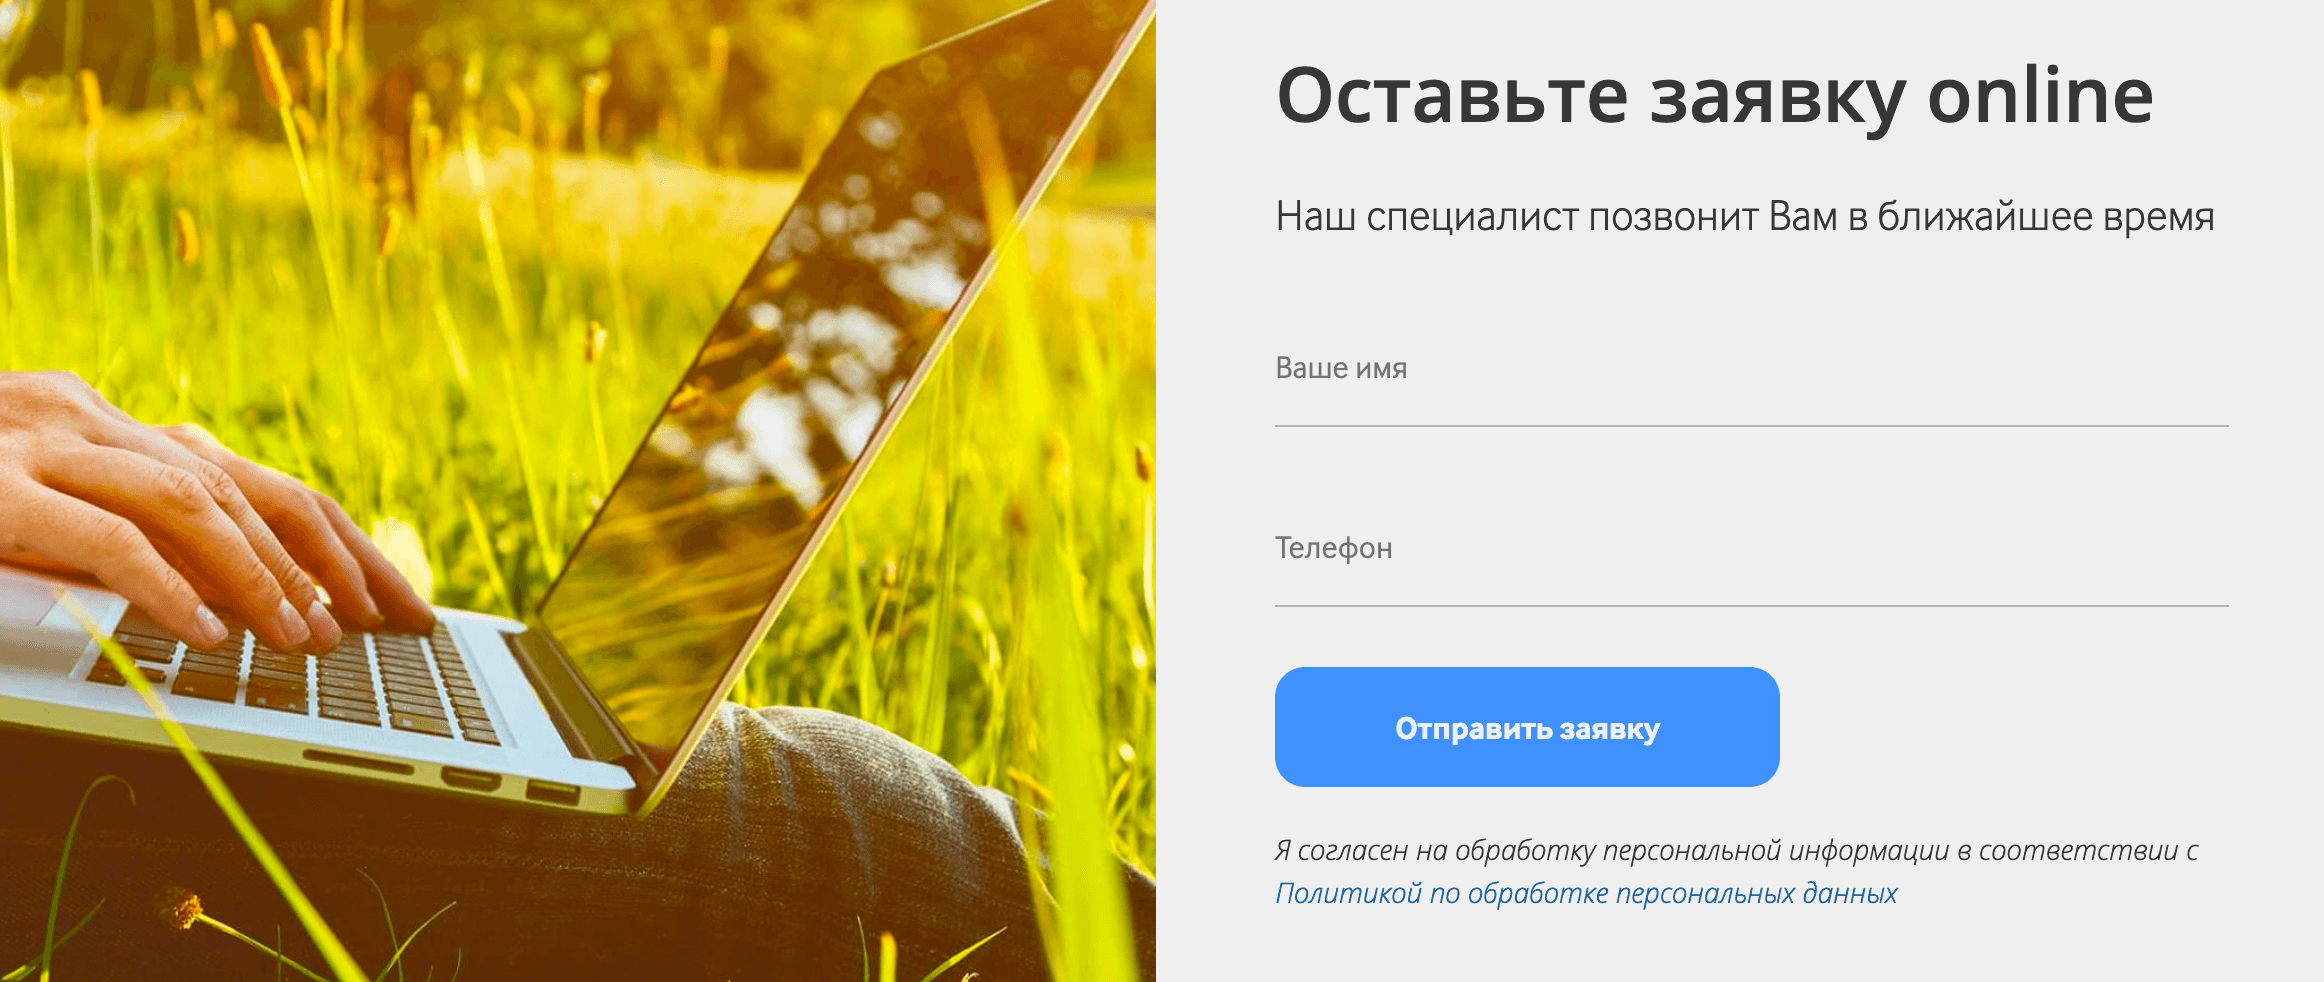 Оставьте заявку online
Наш специалист позвонит Вам в ближайшее время
Ваше имя
Телефон
Отправить заявку
Я согласен на обработку персональной информации в соответствии с
Политикой по обработке персональных данных